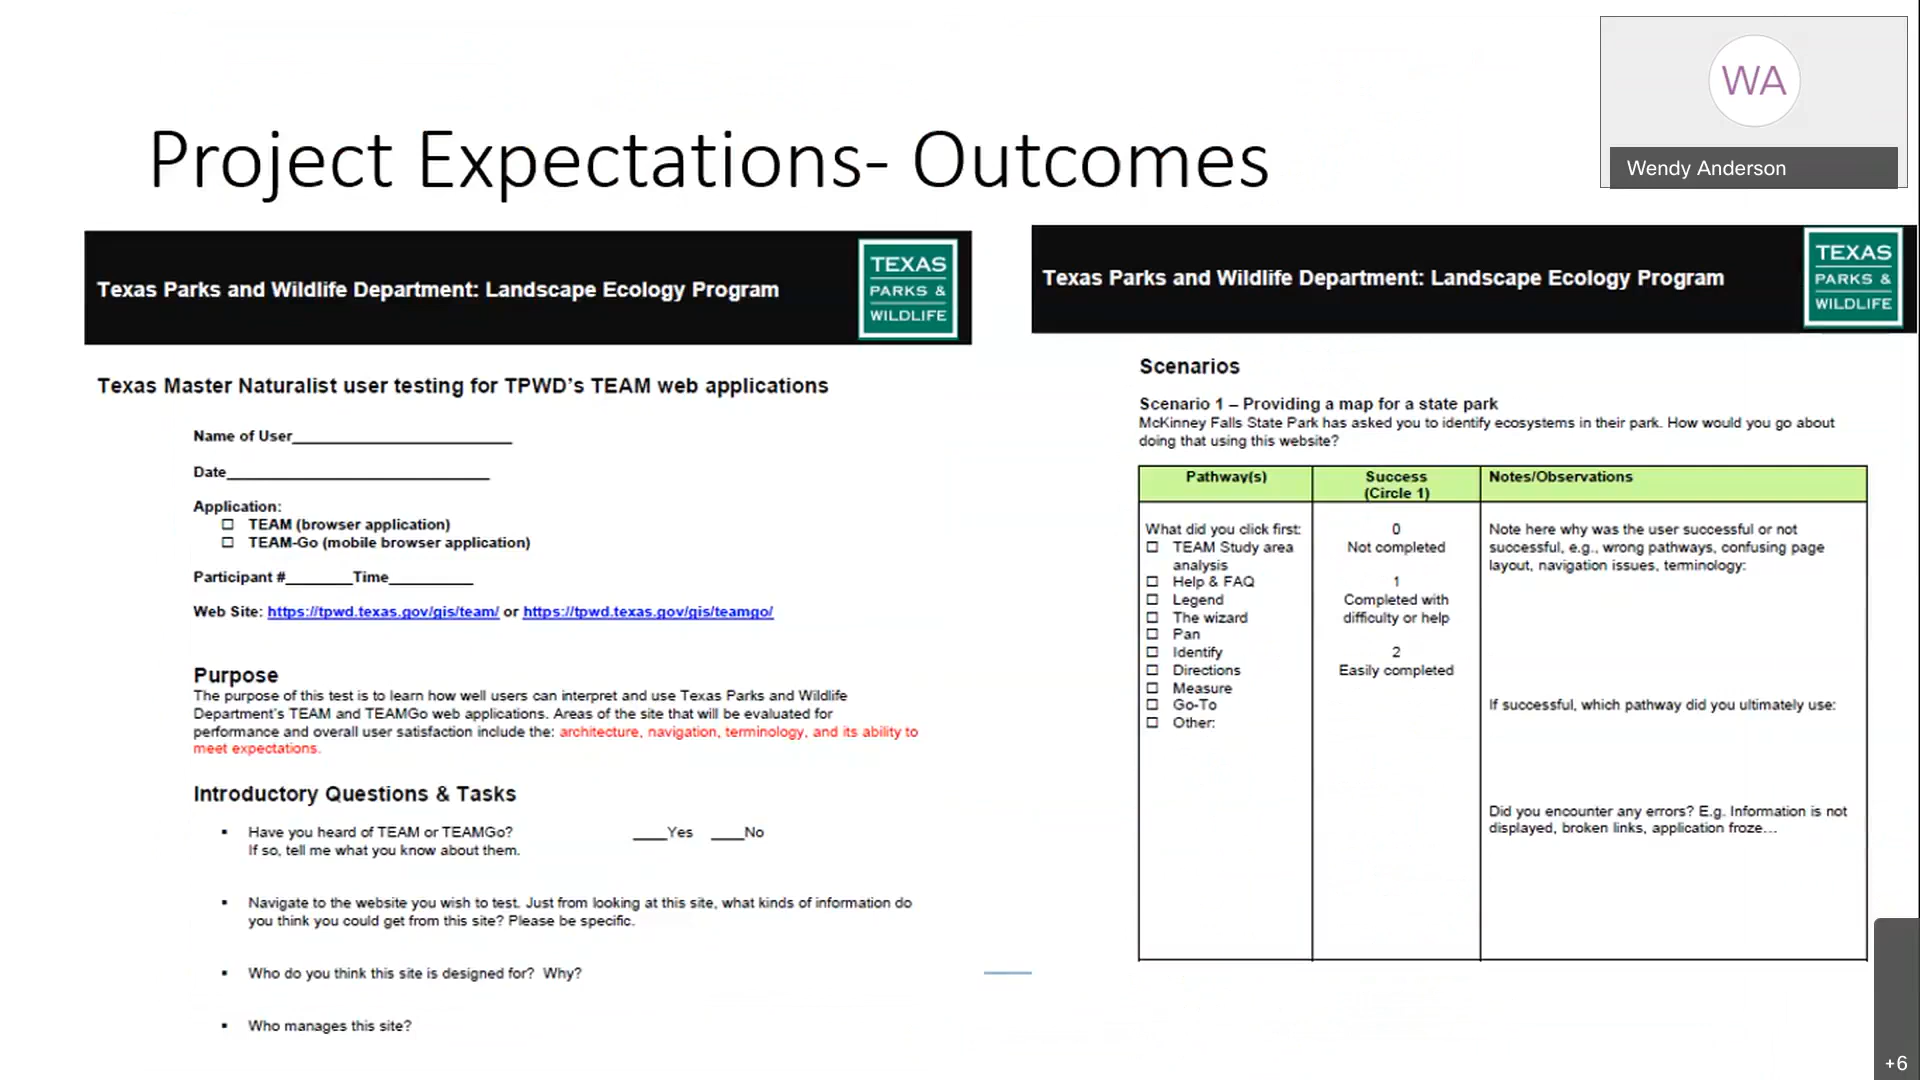 Project Expectations- Outcomes
WA
Wendy Anderson
Texas Parks and Wildlife Department: Landscape Ecology Program
TEXAS
PARKS &
WILDLIFE
Texas Master Naturalist user testing for TPWD's TEAM web applications
Name of User
Date
Application:
☐ TEAM (browser application)
☐ TEAM-Go (mobile browser application)
Participant #________Time__________
Web Site: https://tpwd.texas.gov/gis/team/ or https://tpwd.texas.gov/gis/teamgo/
Purpose
The purpose of this test is to learn how well users can interpret and use Texas Parks and Wildlife
Department's TEAM and TEAMGo web applications. Areas of the site that will be evaluated for
performance and overall user satisfaction include the: architecture, navigation, terminology, and its ability to
meet expectations.
Introductory Questions & Tasks
▪ Have you heard of TEAM or TEAMGo? ____Yes ____No
If so, tell me what you know about them.
▪ Navigate to the website you wish to test. Just from looking at this site, what kinds of information do
you think you could get from this site? Please be specific.
▪ Who do you think this site is designed for? Why?
▪ Who manages this site?
Texas Parks and Wildlife Department: Landscape Ecology Program
TEXAS
PARKS &
WILDLIFE
Scenarios
Scenario 1 – Providing a map for a state park
McKinney Falls State Park has asked you to identify ecosystems in their park. How would you go about
doing that using this website?
Pathway(s)
Success
(Circle 1)
Notes/Observations
What did you click first:
☐ TEAM Study area
analysis
☐ Help & FAQ
☐ Legend
☐ The wizard
☐ Pan
☐ Identify
☐ Directions
☐ Measure
☐ Go-To
☐ Other:
0
Not completed
1
Completed with
difficulty or help
2
Easily completed
Note here why was the user successful or not
successful, e.g., wrong pathways, confusing page
layout, navigation issues, terminology:
If successful, which pathway did you ultimately use:
Did you encounter any errors? E.g. Information is not
displayed, broken links, application froze...
+6